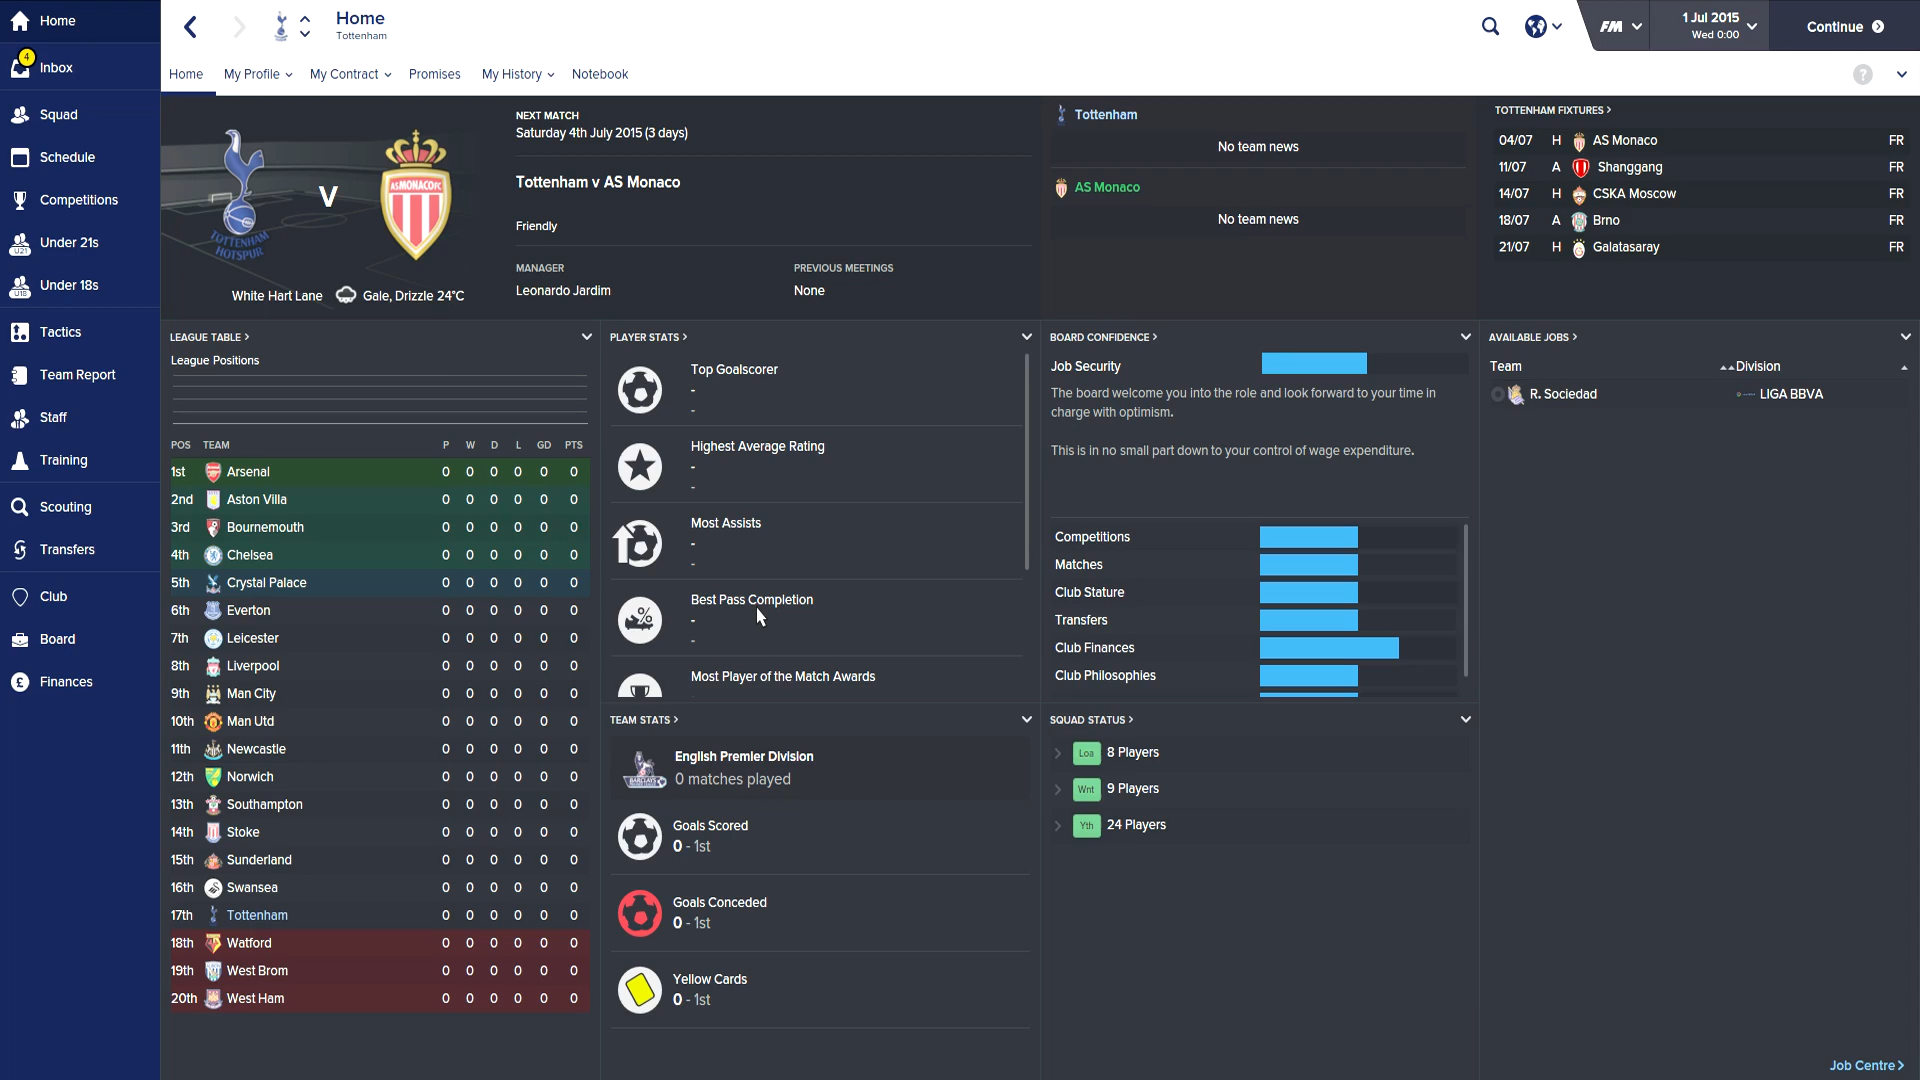 Home
4
Inbox
Squad
Schedule
Competitions
U21
Under 21s
U18
Under 18s
Tactics
Team Report
Staff
Training
Scouting
Transfers
Club
Board
£ Finances
Home
Tottenham
FM
1 Jul 2015
Wed 0:00
Continue
Home
My Profile
My Contract
Promises
My History
Notebook
?
TOTTENHAM
HOTSPUR
V
AS MONACO FC
White Hart Lane
Gale, Drizzle 24°C
NEXT MATCH
Saturday 4th July 2015 (3 days)
Tottenham v AS Monaco
Friendly
MANAGER
Leonardo Jardim
PREVIOUS MEETINGS
None
Tottenham
No team news
AS Monaco
No team news
TOTTENHAM FIXTURES >
04/07 H AS Monaco FR
11/07 A Shanggang FR
14/07 H CSKA Moscow FR
18/07 A Brno FR
21/07 H Galatasaray FR
LEAGUE TABLE >
League Positions
POS TEAM P W D L GD PTS
1st Arsenal 0 0 0 0 0 0
2nd Aston Villa 0 0 0 0 0 0
3rd Bournemouth 0 0 0 0 0 0
4th Chelsea 0 0 0 0 0 0
5th Crystal Palace 0 0 0 0 0 0
6th Everton 0 0 0 0 0 0
7th Leicester 0 0 0 0 0 0
8th Liverpool 0 0 0 0 0 0
9th Man City 0 0 0 0 0 0
10th Man Utd 0 0 0 0 0 0
11th Newcastle 0 0 0 0 0 0
12th Norwich 0 0 0 0 0 0
13th Southampton 0 0 0 0 0 0
14th Stoke 0 0 0 0 0 0
15th Sunderland 0 0 0 0 0 0
16th Swansea 0 0 0 0 0 0
17th Tottenham 0 0 0 0 0 0
18th Watford 0 0 0 0 0 0
19th West Brom 0 0 0 0 0 0
20th West Ham 0 0 0 0 0 0
PLAYER STATS >
Top Goalscorer
-
-
Highest Average Rating
-
-
Most Assists
-
-
%
Best Pass Completion
-
-
Most Player of the Match Awards
TEAM STATS >
BARCLAYS
English Premier Division
0 matches played
Goals Scored
0 - 1st
Goals Conceded
0 - 1st
Yellow Cards
0 - 1st
BOARD CONFIDENCE >
Job Security
The board welcome you into the role and look forward to your time in
charge with optimism.
This is in no small part down to your control of wage expenditure.
Competitions
Matches
Club Stature
Transfers
Club Finances
Club Philosophies
SQUAD STATUS >
Loa 8 Players
Wnt 9 Players
Yth 24 Players
AVAILABLE JOBS >
Team Division
R. Sociedad LIGA BBVA
Job Centre >